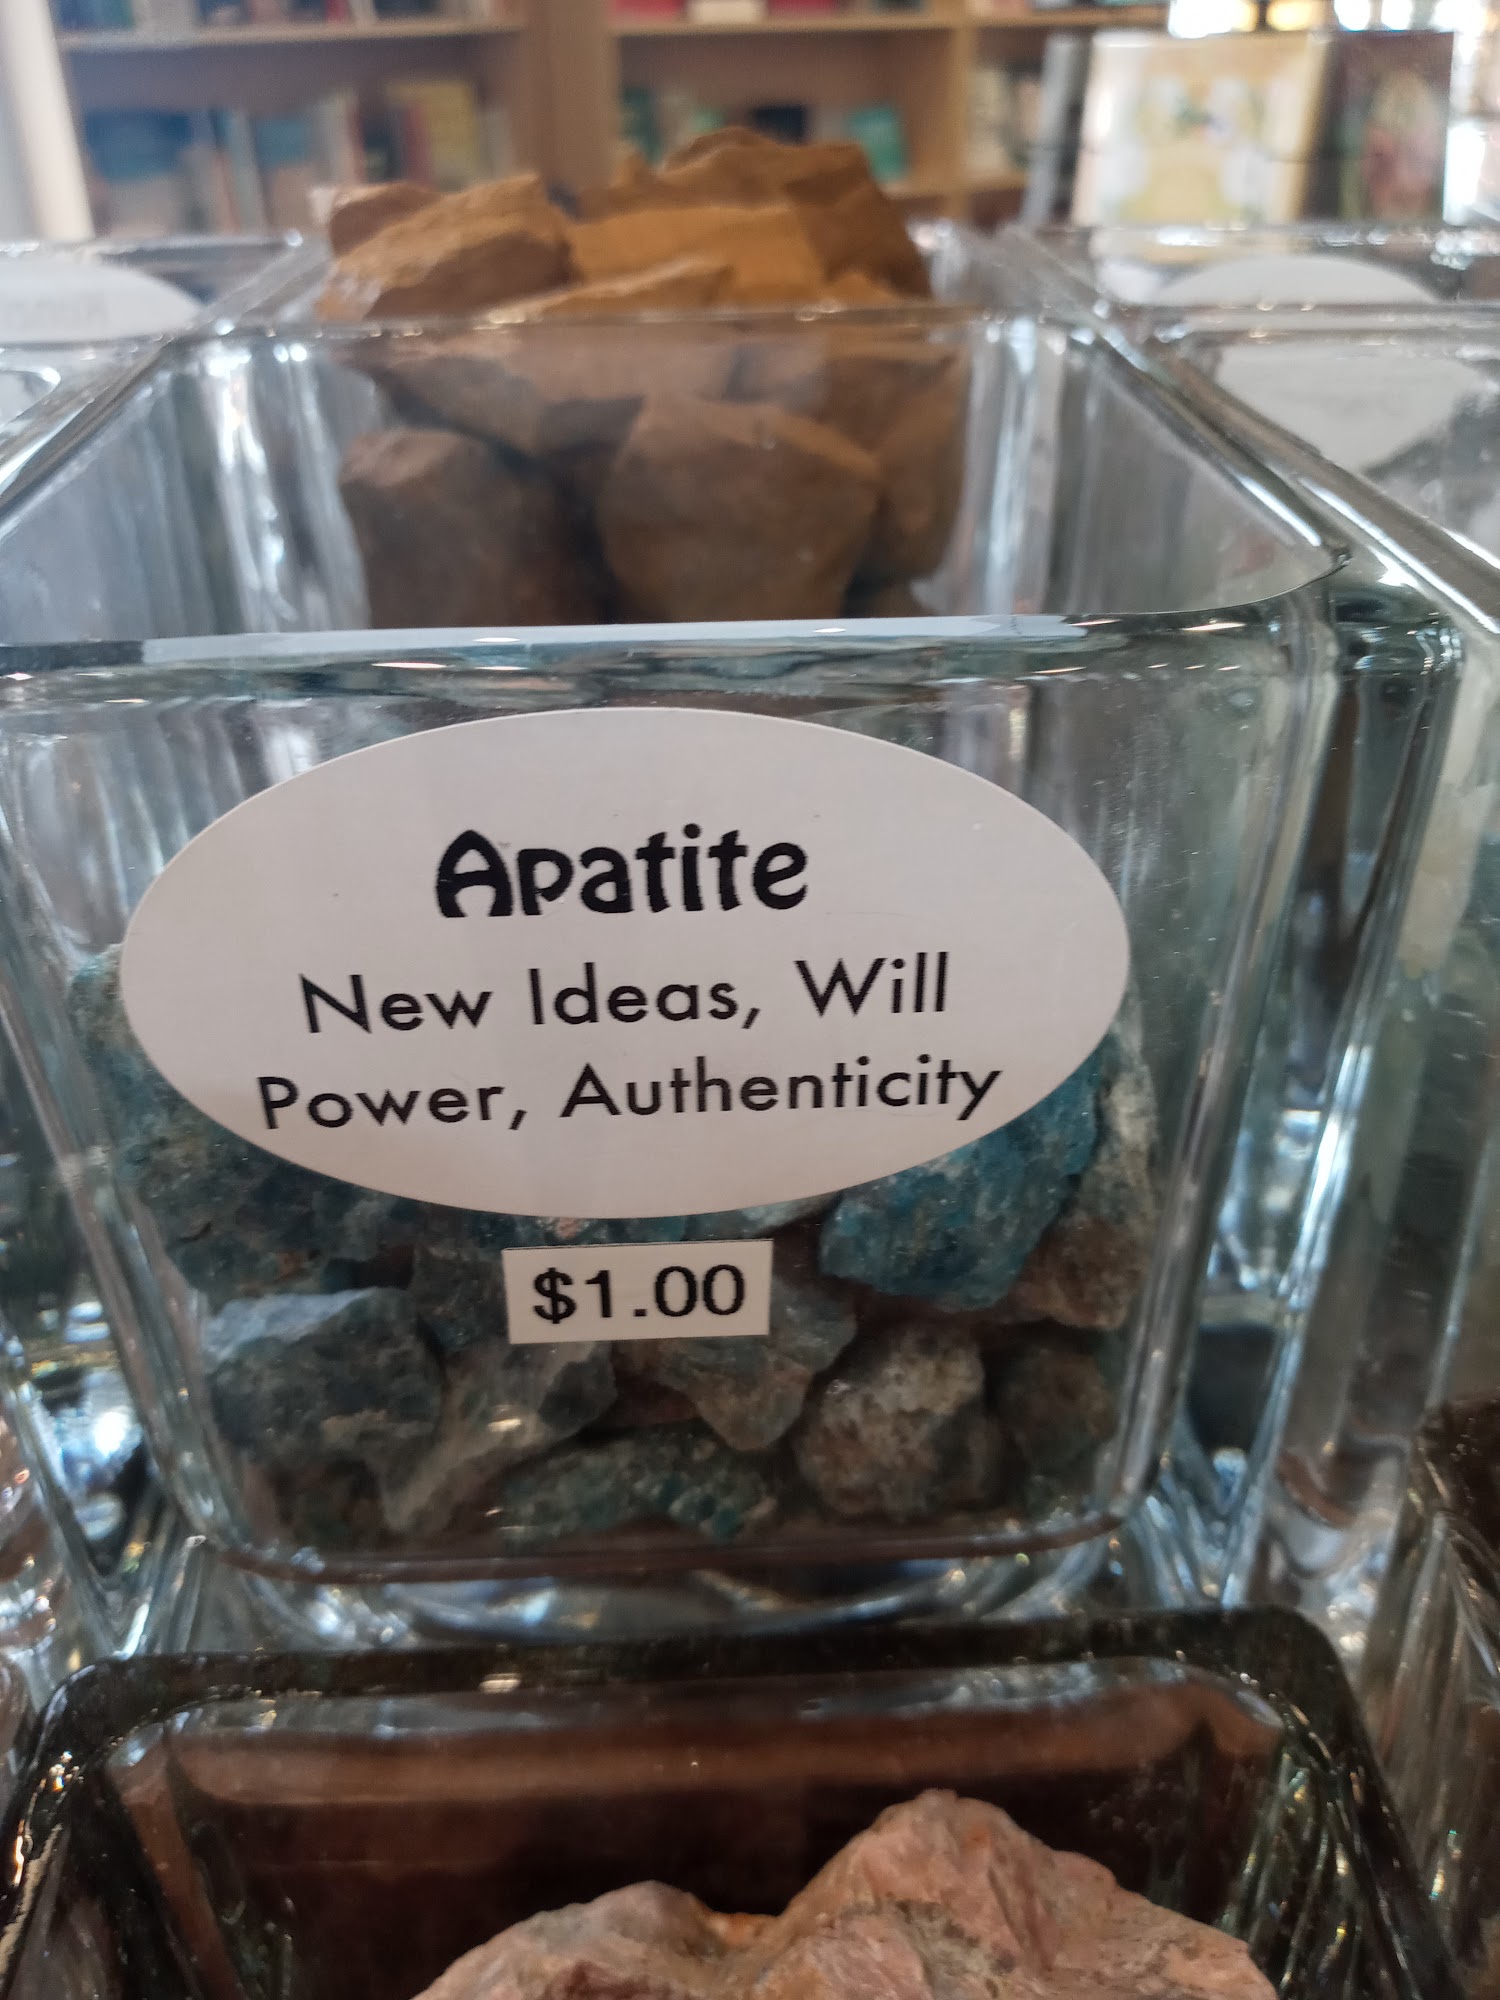 Apatite
New Ideas, Will
Power, Authenticity
$1.00